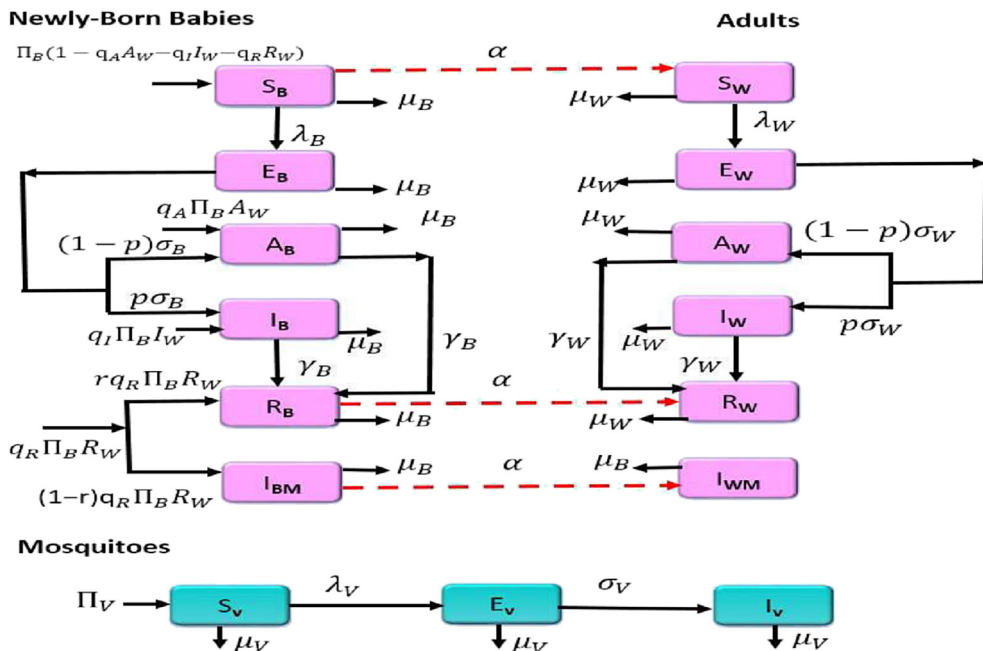 Newly-Born Babies
Adults
Π_B(1 − q_A A_W − q_I I_W − q_R R_W)
α
S_B
S_W
μ_B
μ_W
λ_B
λ_W
E_B
E_W
μ_B
μ_W
q_A Π_B A_W
μ_B
μ_W
(1 − p)σ_B
A_B
A_W
(1 − p)σ_W
pσ_B
I_B
I_W
pσ_W
q_I Π_B I_W
μ_B
γ_B
γ_W
μ_W
γ_B
γ_W
rq_R Π_B R_W
α
R_B
R_W
μ_B
μ_W
q_R Π_B R_W
μ_B
α
μ_B
I_BM
I_WM
(1−r)q_R Π_B R_W
Mosquitoes
Π_V
S_v
λ_V
E_v
σ_V
I_v
μ_V
μ_V
μ_V